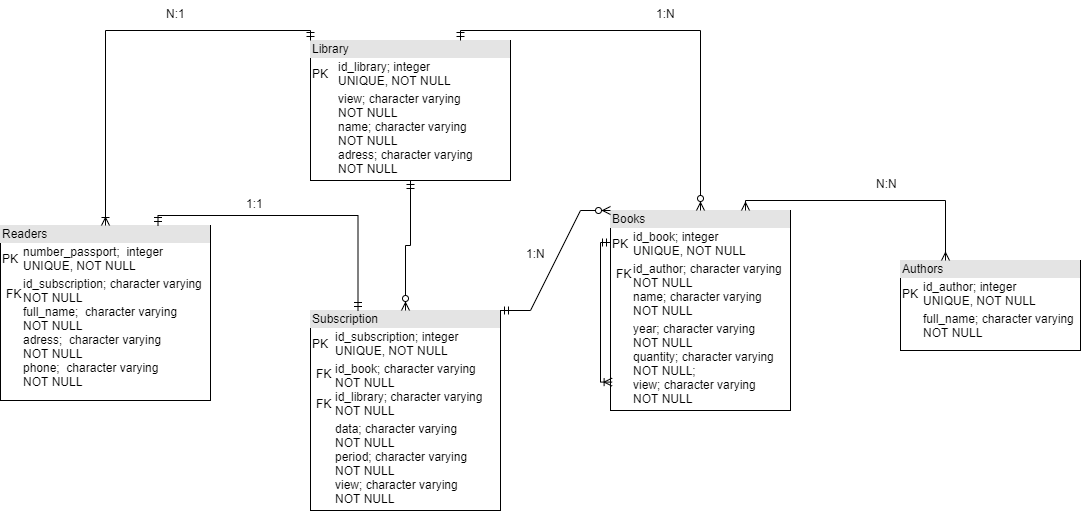 N:1
1:N
Library
PK
id_library; integer
UNIQUE, NOT NULL
view; character varying
NOT NULL
name; character varying
NOT NULL
adress; character varying
NOT NULL
1:1
Readers
PK
number_passport;  integer
UNIQUE, NOT NULL
FK
id_subscription; character varying
NOT NULL
full_name;  character varying
NOT NULL
adress;  character varying
NOT NULL
phone;  character varying
NOT NULL
Subscription
PK
id_subscription; integer
UNIQUE, NOT NULL
FK
id_book; character varying
NOT NULL
FK
id_library; character varying
NOT NULL
data; character varying
NOT NULL
period; character varying
NOT NULL
view; character varying
NOT NULL
1:N
Books
PK
id_book; integer
UNIQUE, NOT NULL
FK
id_author; character varying
NOT NULL
name; character varying
NOT NULL
year; character varying
NOT NULL
quantity; character varying
NOT NULL;
view; character varying
NOT NULL
N:N
Authors
PK
id_author; integer
UNIQUE, NOT NULL
full_name; character varying
NOT NULL